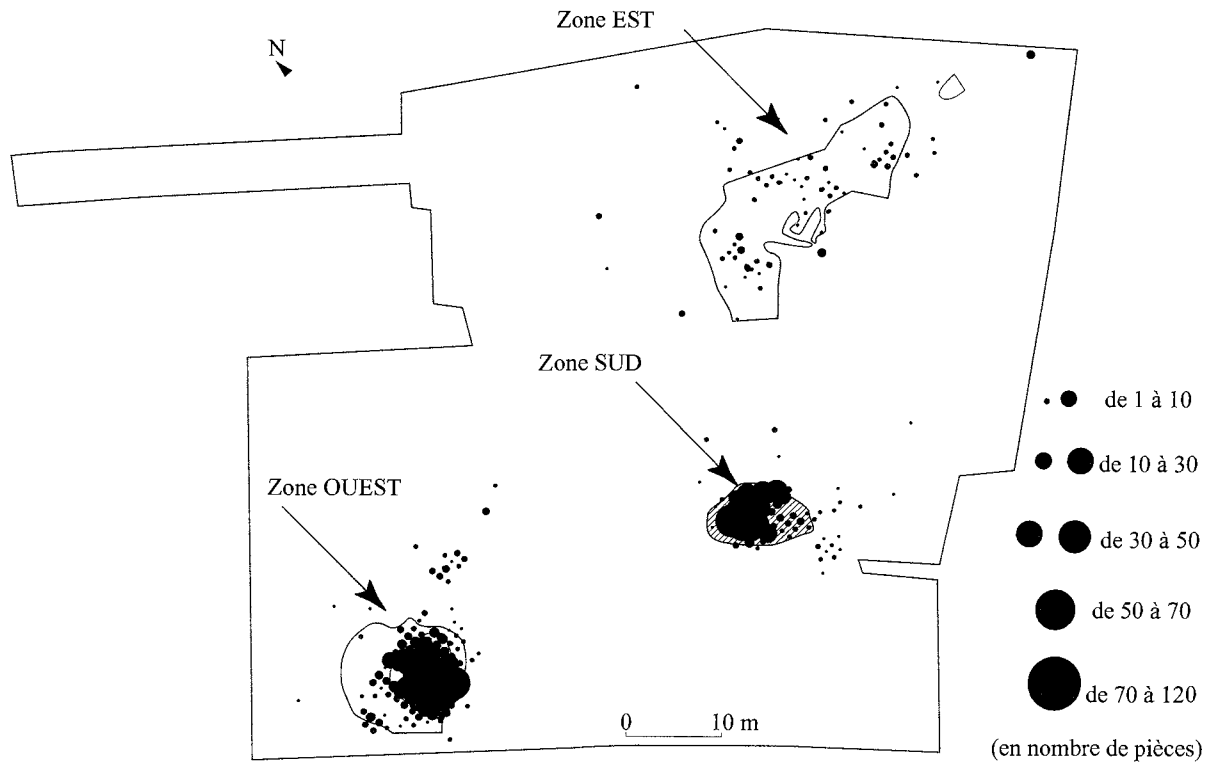 Zone EST
N
Zone SUD
de 1 à 10
Zone OUEST
de 10 à 30
de 30 à 50
de 50 à 70
de 70 à 120
0 10 m
(en nombre de pièces)